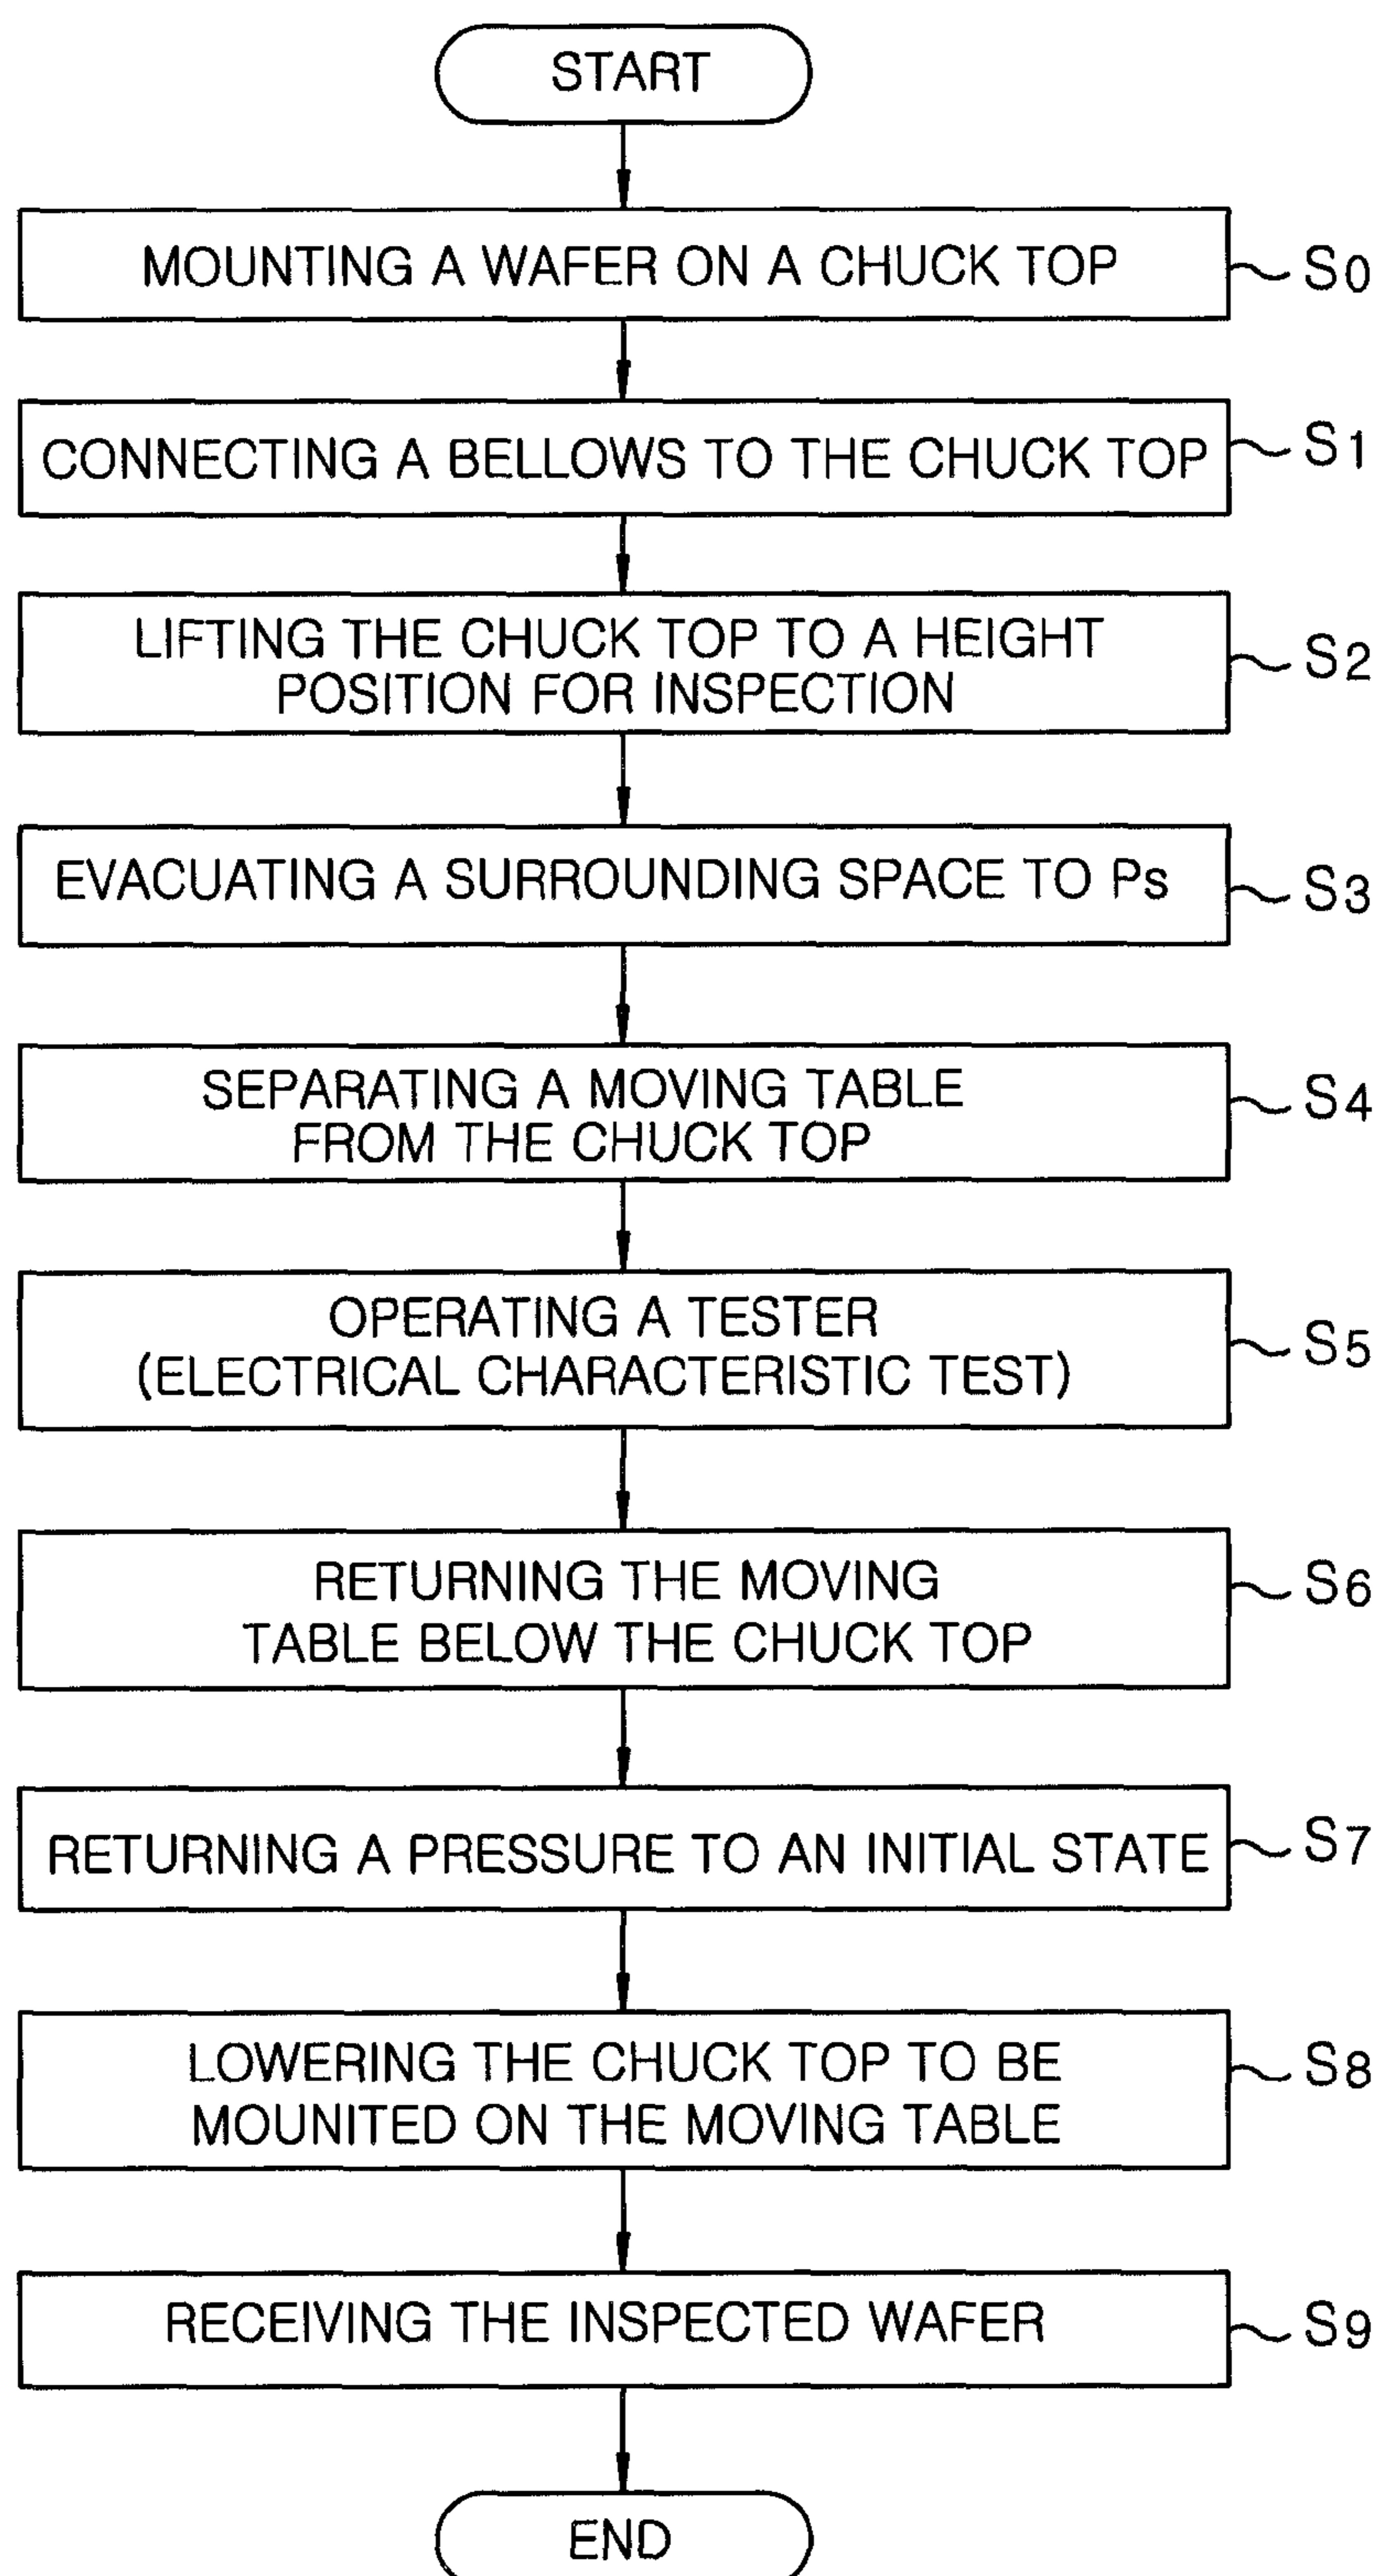 START
MOUNTING A WAFER ON A CHUCK TOP
S0
CONNECTING A BELLOWS TO THE CHUCK TOP
S1
LIFTING THE CHUCK TOP TO A HEIGHT
POSITION FOR INSPECTION
S2
EVACUATING A SURROUNDING SPACE TO Ps
S3
SEPARATING A MOVING TABLE
FROM THE CHUCK TOP
S4
OPERATING A TESTER
(ELECTRICAL CHARACTERISTIC TEST)
S5
RETURNING THE MOVING
TABLE BELOW THE CHUCK TOP
S6
RETURNING A PRESSURE TO AN INITIAL STATE
S7
LOWERING THE CHUCK TOP TO BE
MOUNITED ON THE MOVING TABLE
S8
RECEIVING THE INSPECTED WAFER
S9
END